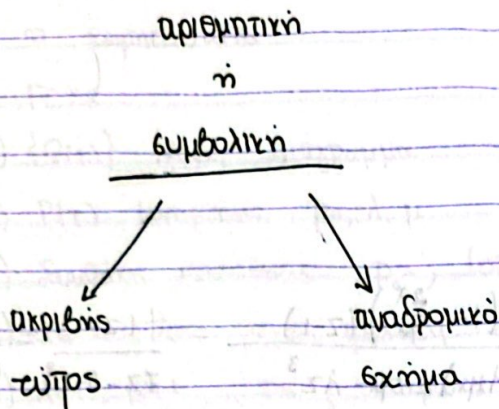 αριθμητική
ή
συμβολική
ακριβής αναδρομικό
τύπος σχήμα